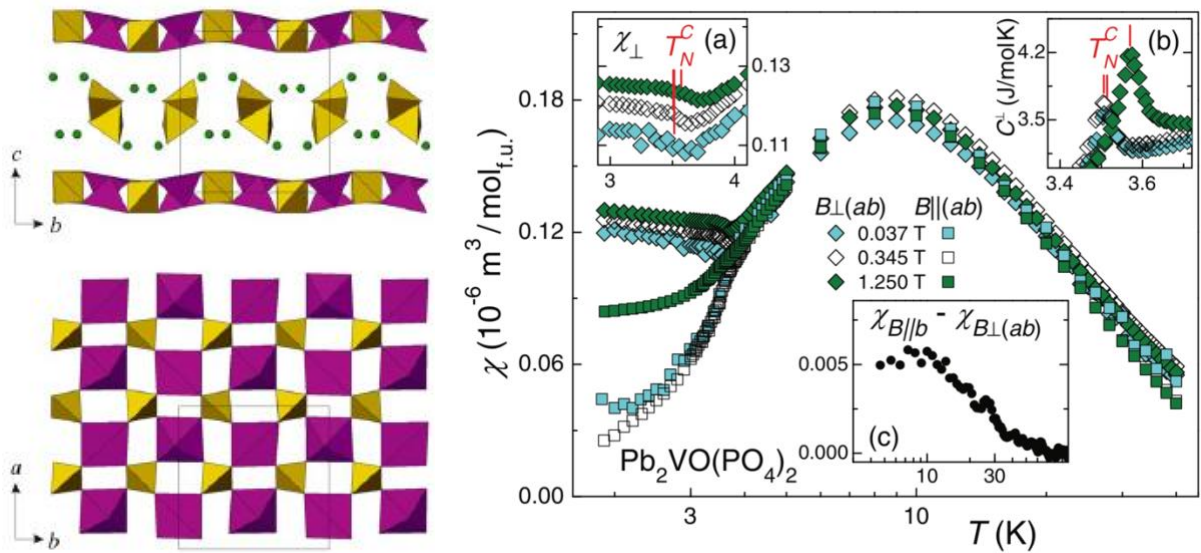 c
b
a
b
χ⊥
T_N^C
(a)
0.13
0.11
3
4
(b)
T_N^C
C^⊥ (J/molK)
4.2
3.5
3.4
3.6
0.18
0.12
0.06
0.00
χ (10⁻⁶ m³ / mol_f.u.)
B⊥(ab) B||(ab)
0.037 T
0.345 T
1.250 T
χ_B||b - χ_B⊥(ab)
0.005
0.000
(c)
10
30
Pb₂VO(PO₄)₂
3
10
T (K)